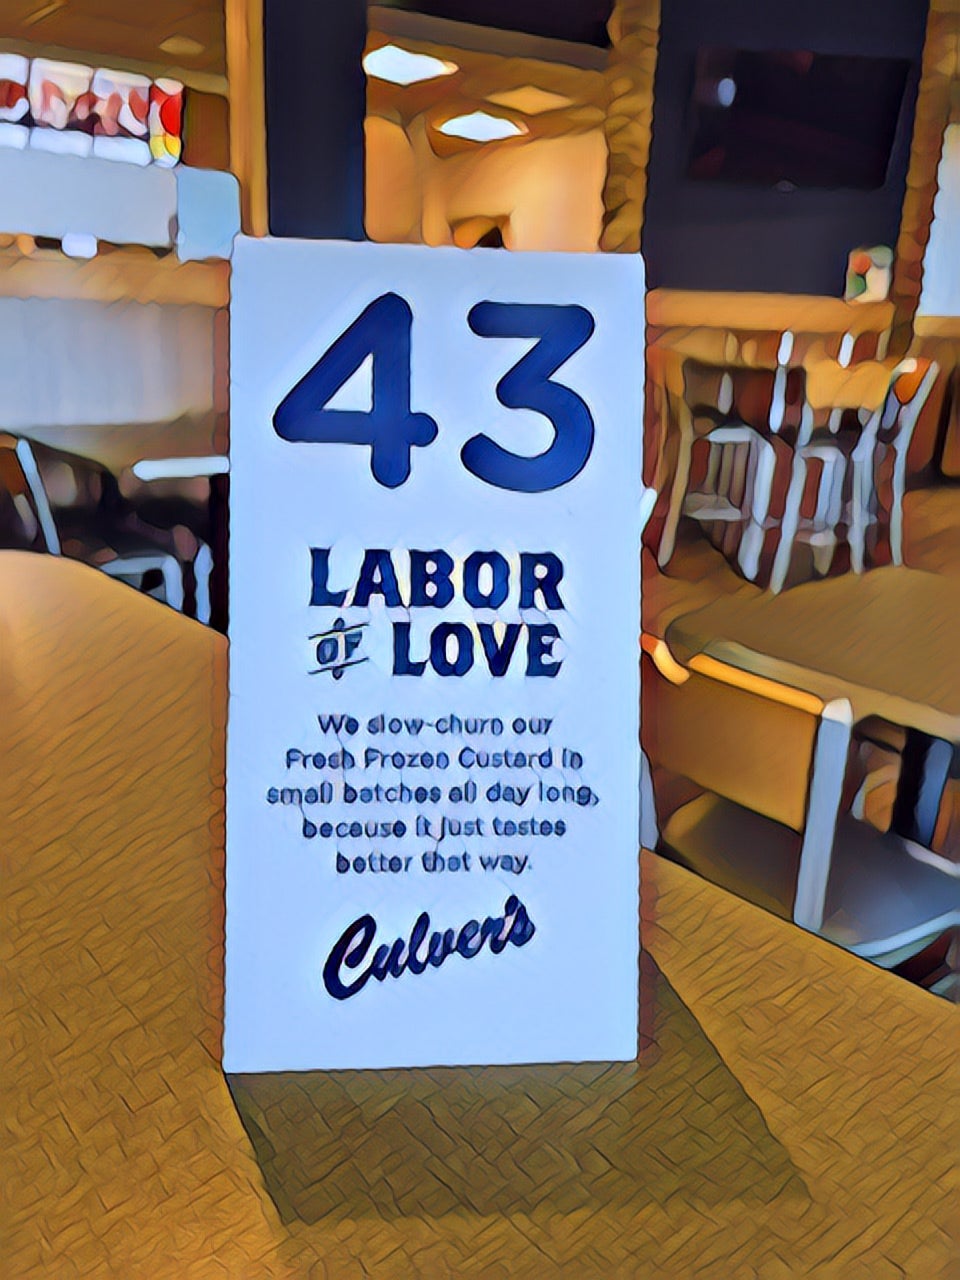 43
LABOR
OF LOVE
We slow-churn our
Fresh Frozen Custard in
small batches all day long,
because it just tastes
better that way.
Culver's